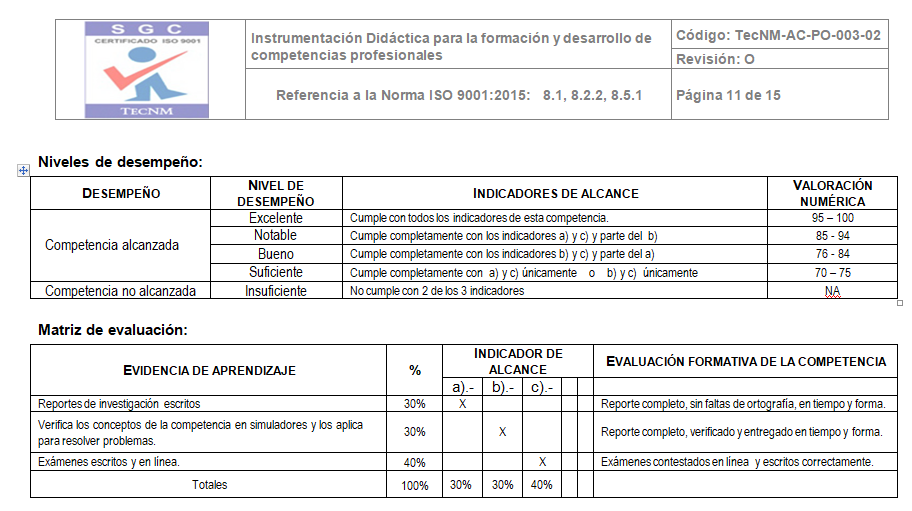 S G C
CERTIFICADO ISO 9001
TECNM
Instrumentación Didáctica para la formación y desarrollo de
competencias profesionales
Código: TecNM-AC-PO-003-02
Revisión: O
Referencia a la Norma ISO 9001:2015: 8.1, 8.2.2, 8.5.1
Página 11 de 15
Niveles de desempeño:
DESEMPEÑO
NIVEL DE
DESEMPEÑO
INDICADORES DE ALCANCE
VALORACIÓN
NUMÉRICA
Competencia alcanzada
Excelente
Cumple con todos los indicadores de esta competencia.
95 – 100
Notable
Cumple completamente con los indicadores a) y c) y parte del b)
85 - 94
Bueno
Cumple completamente con los indicadores b) y c) y parte del a)
76 - 84
Suficiente
Cumple completamente con a) y c) únicamente o b) y c) únicamente
70 – 75
Competencia no alcanzada
Insuficiente
No cumple con 2 de los 3 indicadores
NA
Matriz de evaluación:
EVIDENCIA DE APRENDIZAJE
%
INDICADOR DE
ALCANCE
EVALUACIÓN FORMATIVA DE LA COMPETENCIA
a).- b).- c).-
Reportes de investigación escritos
30%
X
Reporte completo, sin faltas de ortografía, en tiempo y forma.
Verifica los conceptos de la competencia en simuladores y los aplica
para resolver problemas.
30%
X
Reporte completo, verificado y entregado en tiempo y forma.
Exámenes escritos y en línea.
40%
X
Exámenes contestados en línea y escritos correctamente.
Totales
100%
30%
30%
40%